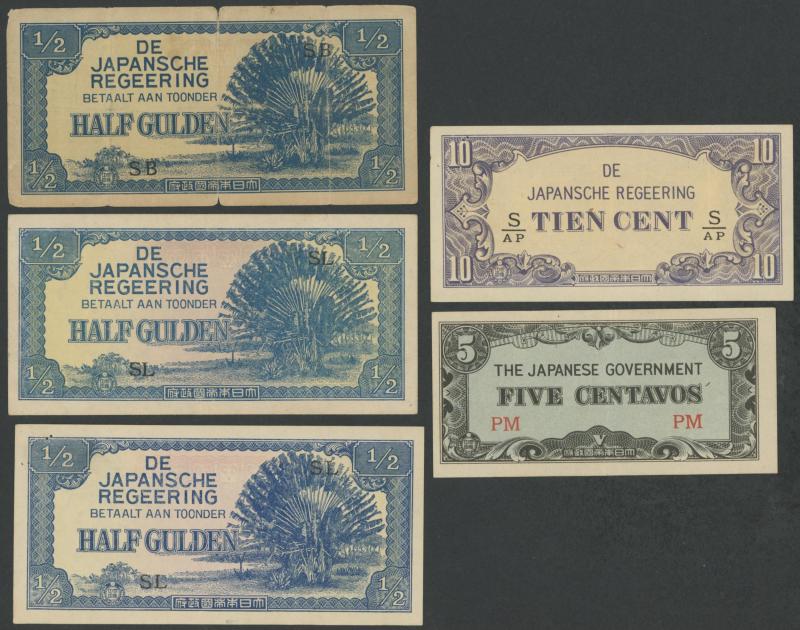 1/2 1/2
DE
JAPANSCHE
REGEERING
BETAALT AAN TOONDER
HALF GULDEN
SB
SB
1/2 1/2
大日本帝國政府
1/2 1/2
DE
JAPANSCHE
REGEERING
BETAALT AAN TOONDER
HALF GULDEN
SL
SL
1/2 1/2
大日本帝國政府
1/2 1/2
DE
JAPANSCHE
REGEERING
BETAALT AAN TOONDER
HALF GULDEN
SL
SL
1/2 1/2
大日本帝國政府
10 10
DE
JAPANSCHE REGEERING
S/AP TIEN CENT S/AP
10 10
大日本帝國政府
5 5
THE JAPANESE GOVERNMENT
FIVE CENTAVOS
PM PM
V
大日本帝國政府